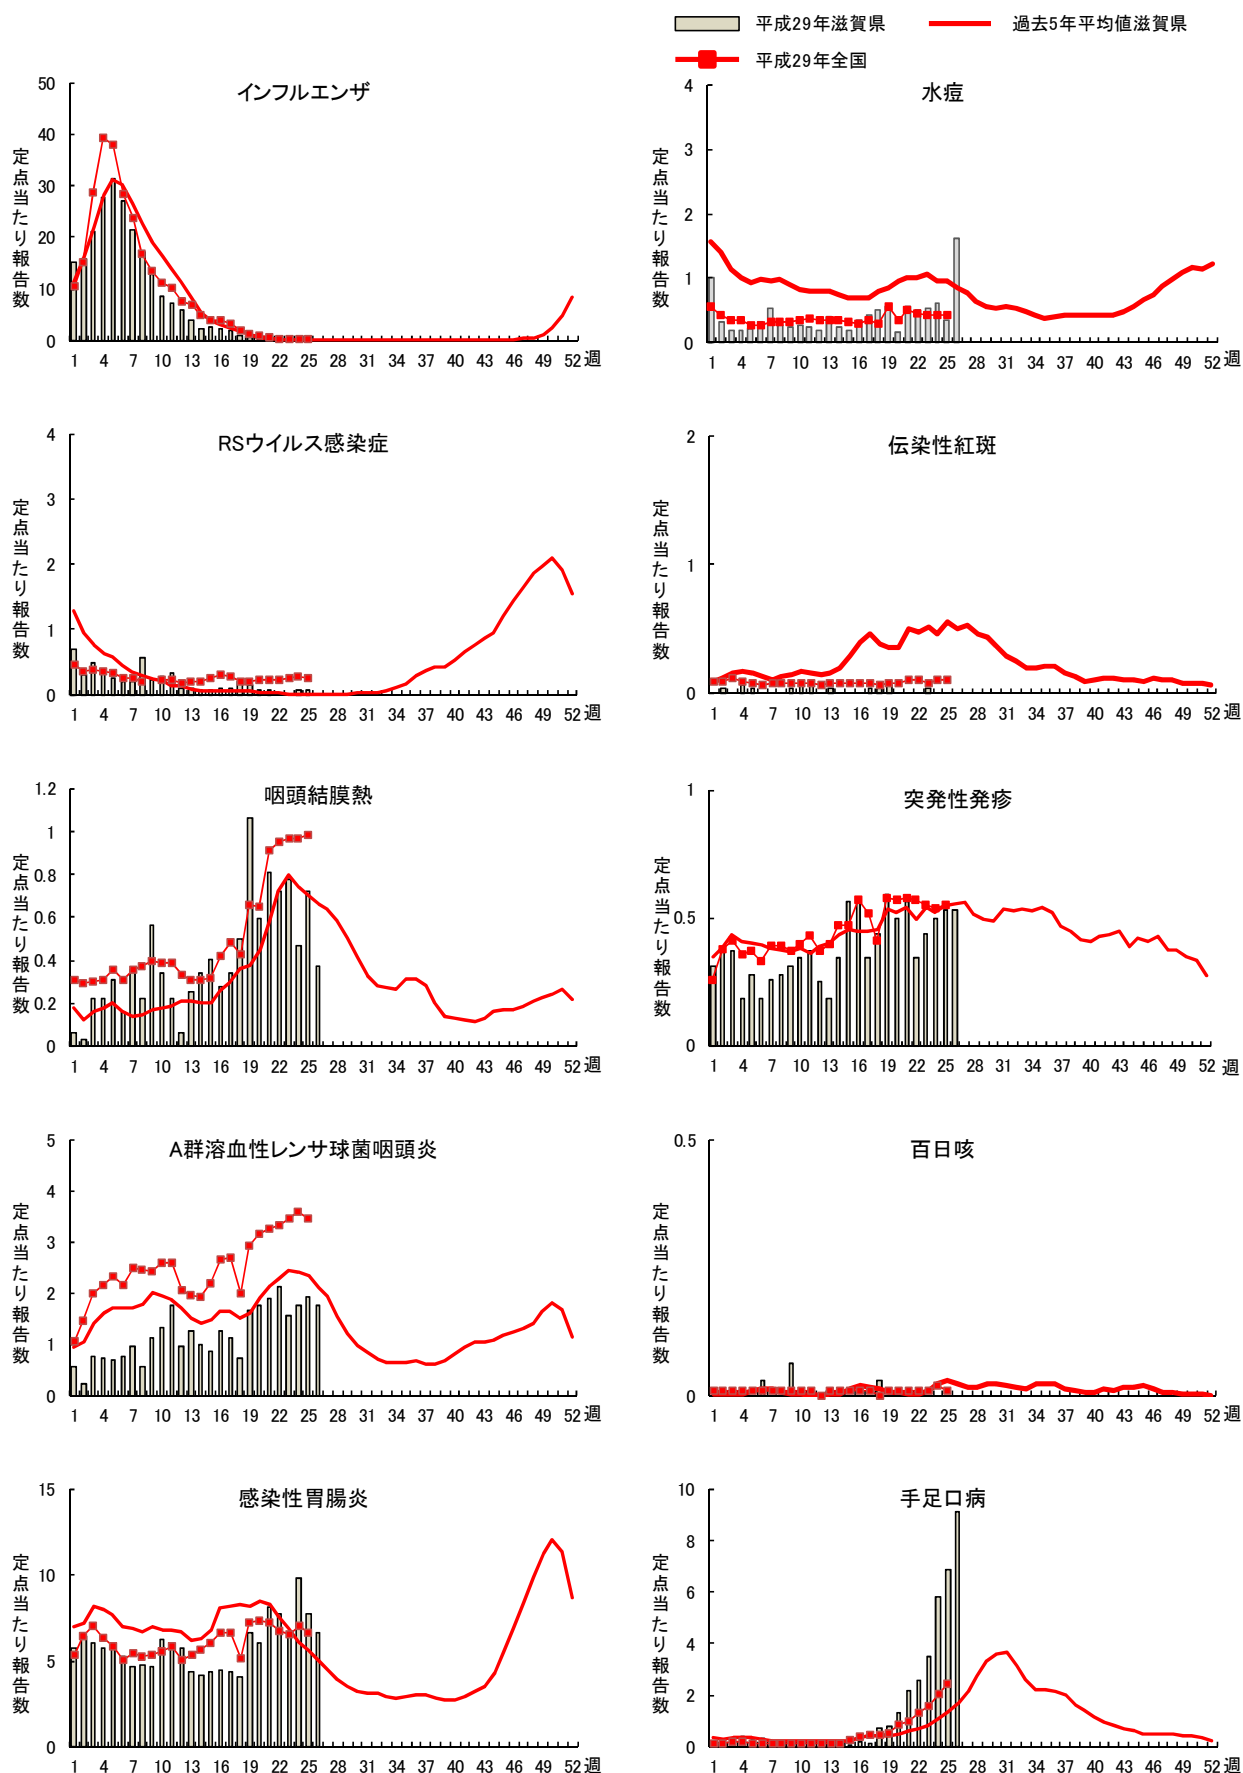 平成29年滋賀県
過去5年平均値滋賀県
平成29年全国
インフルエンザ
定点当たり報告数
50
40
30
20
10
0
1 4 7 10 13 16 19 22 25 28 31 34 37 40 43 46 49 52 週
水痘
定点当たり報告数
4
3
2
1
0
1 4 7 10 13 16 19 22 25 28 31 34 37 40 43 46 49 52 週
RSウイルス感染症
定点当たり報告数
4
3
2
1
0
1 4 7 10 13 16 19 22 25 28 31 34 37 40 43 46 49 52 週
伝染性紅斑
定点当たり報告数
2
1
0
1 4 7 10 13 16 19 22 25 28 31 34 37 40 43 46 49 52 週
咽頭結膜熱
定点当たり報告数
1.2
1
0.8
0.6
0.4
0.2
0
1 4 7 10 13 16 19 22 25 28 31 34 37 40 43 46 49 52 週
突発性発疹
定点当たり報告数
1
0.5
0
1 4 7 10 13 16 19 22 25 28 31 34 37 40 43 46 49 52 週
A群溶血性レンサ球菌咽頭炎
定点当たり報告数
5
4
3
2
1
0
1 4 7 10 13 16 19 22 25 28 31 34 37 40 43 46 49 52 週
百日咳
定点当たり報告数
0.5
0
1 4 7 10 13 16 19 22 25 28 31 34 37 40 43 46 49 52 週
感染性胃腸炎
定点当たり報告数
15
10
5
0
1 4 7 10 13 16 19 22 25 28 31 34 37 40 43 46 49 52 週
手足口病
定点当たり報告数
10
8
6
4
2
0
1 4 7 10 13 16 19 22 25 28 31 34 37 40 43 46 49 52 週